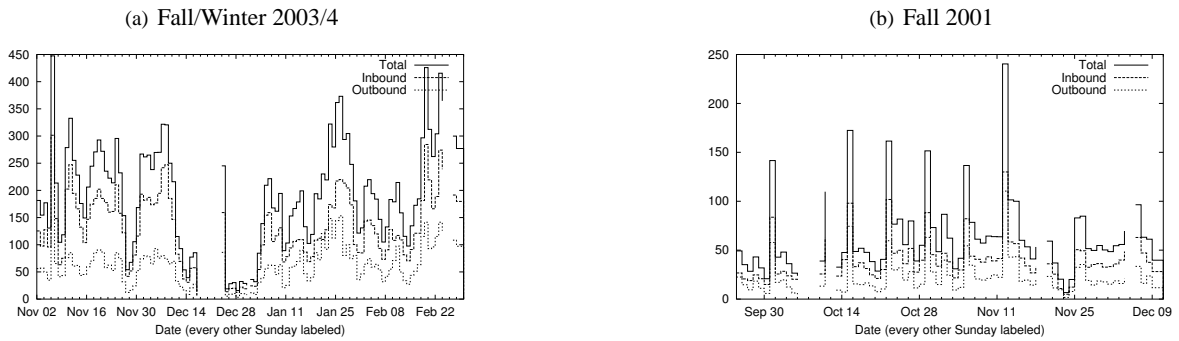 (a) Fall/Winter 2003/4
450
400
350
300
250
200
150
100
50
0
Total
Inbound
Outbound
Nov 02 Nov 16 Nov 30 Dec 14 Dec 28 Jan 11 Jan 25 Feb 08 Feb 22
Date (every other Sunday labeled)
(b) Fall 2001
250
200
150
100
50
0
Total
Inbound
Outbound
Sep 30 Oct 14 Oct 28 Nov 11 Nov 25 Dec 09
Date (every other Sunday labeled)